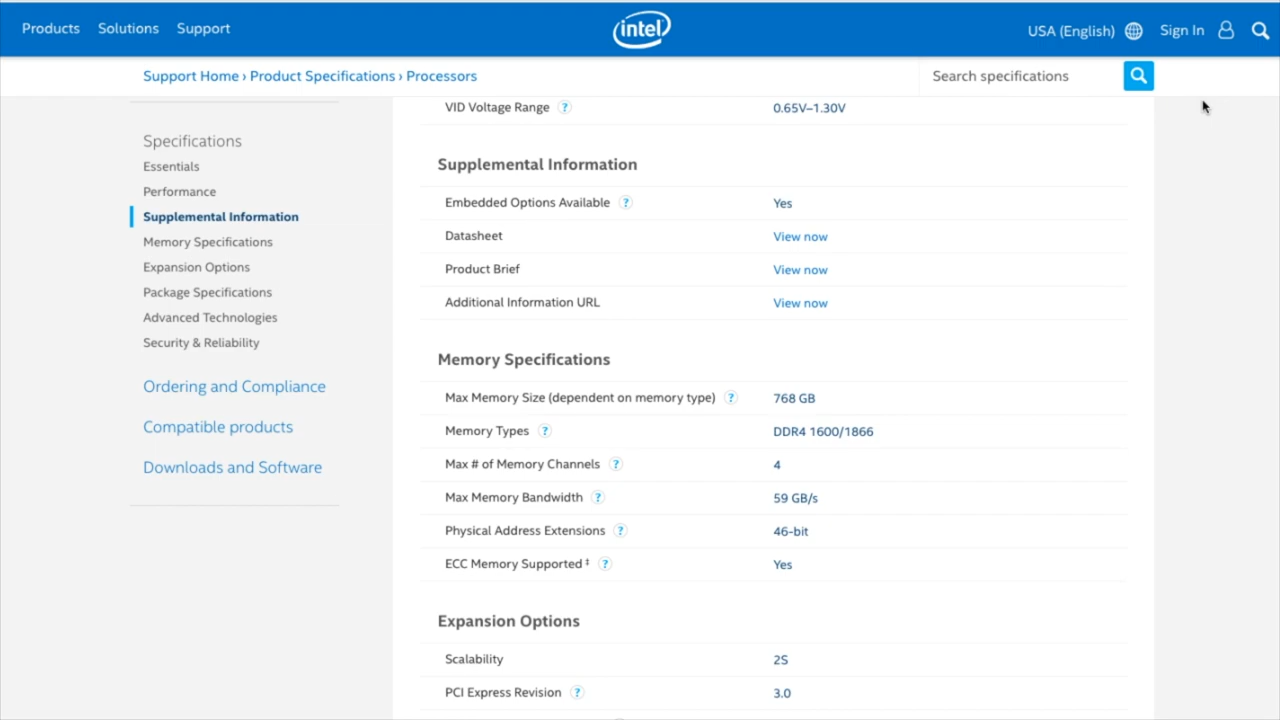 Products Solutions Support intel USA (English) Sign In
Support Home › Product Specifications › Processors Search specifications
VID Voltage Range ? 0.65V–1.30V
Specifications
Essentials
Performance
Supplemental Information
Memory Specifications
Expansion Options
Package Specifications
Advanced Technologies
Security & Reliability
Ordering and Compliance
Compatible products
Downloads and Software
Supplemental Information
Embedded Options Available ? Yes
Datasheet View now
Product Brief View now
Additional Information URL View now
Memory Specifications
Max Memory Size (dependent on memory type) ? 768 GB
Memory Types ? DDR4 1600/1866
Max # of Memory Channels ? 4
Max Memory Bandwidth ? 59 GB/s
Physical Address Extensions ? 46-bit
ECC Memory Supported ‡ ? Yes
Expansion Options
Scalability 2S
PCI Express Revision ? 3.0